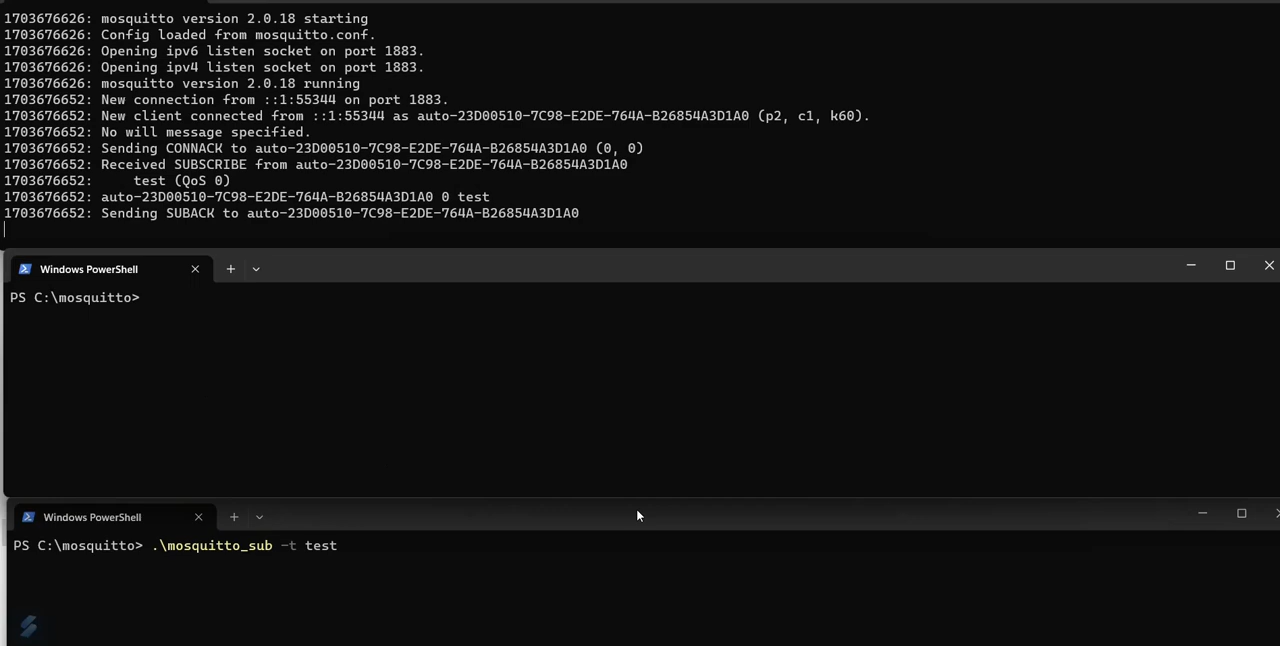 1703676626: mosquitto version 2.0.18 starting
1703676626: Config loaded from mosquitto.conf.
1703676626: Opening ipv6 listen socket on port 1883.
1703676626: Opening ipv4 listen socket on port 1883.
1703676626: mosquitto version 2.0.18 running
1703676652: New connection from ::1:55344 on port 1883.
1703676652: New client connected from ::1:55344 as auto-23D00510-7C98-E2DE-764A-B26854A3D1A0 (p2, c1, k60).
1703676652: No will message specified.
1703676652: Sending CONNACK to auto-23D00510-7C98-E2DE-764A-B26854A3D1A0 (0, 0)
1703676652: Received SUBSCRIBE from auto-23D00510-7C98-E2DE-764A-B26854A3D1A0
1703676652:     test (QoS 0)
1703676652: auto-23D00510-7C98-E2DE-764A-B26854A3D1A0 0 test
1703676652: Sending SUBACK to auto-23D00510-7C98-E2DE-764A-B26854A3D1A0
Windows PowerShell
PS C:\mosquitto>
Windows PowerShell
PS C:\mosquitto> .\mosquitto_sub -t test